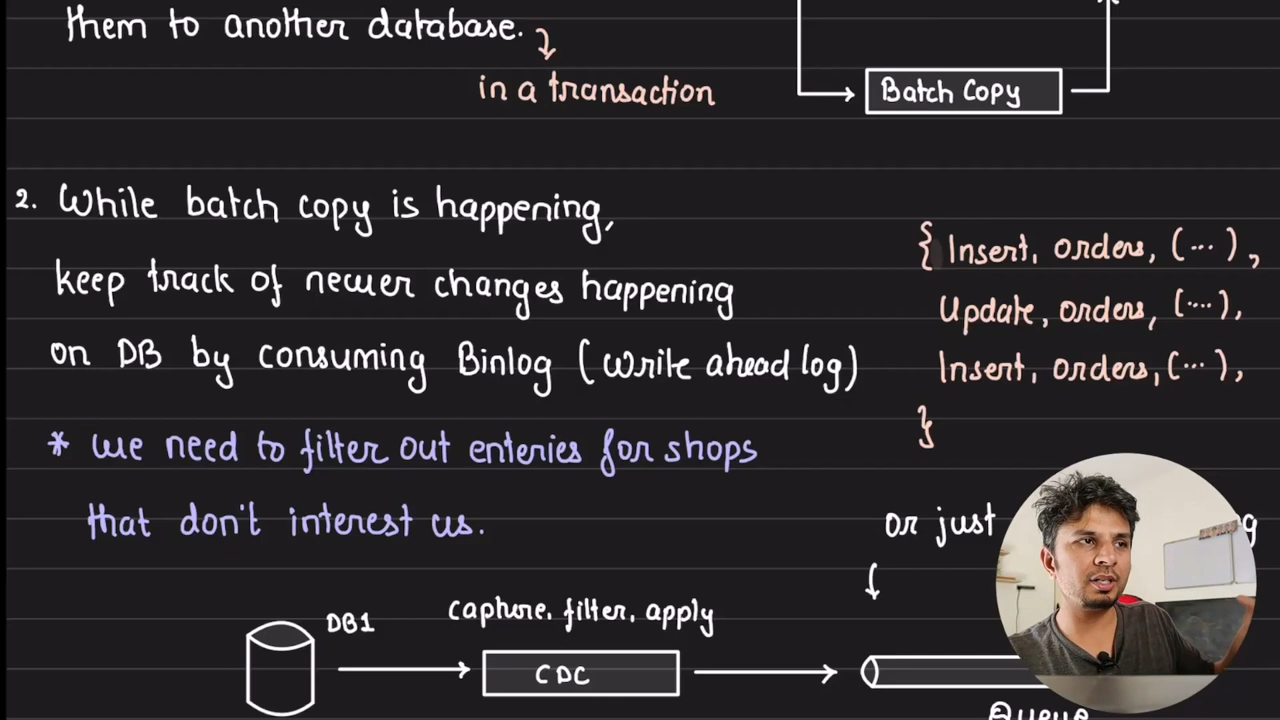 them to another database.
in a transaction
Batch Copy
2. While batch copy is happening,
keep track of newer changes happening
on DB by consuming Binlog (write ahead log)
* we need to filter out enteries for shops
that don't interest us.
{ Insert, orders, (...),
Update, orders, (....),
Insert, orders, (...),
}
or just
DB1
capture, filter, apply
CDC
Queue